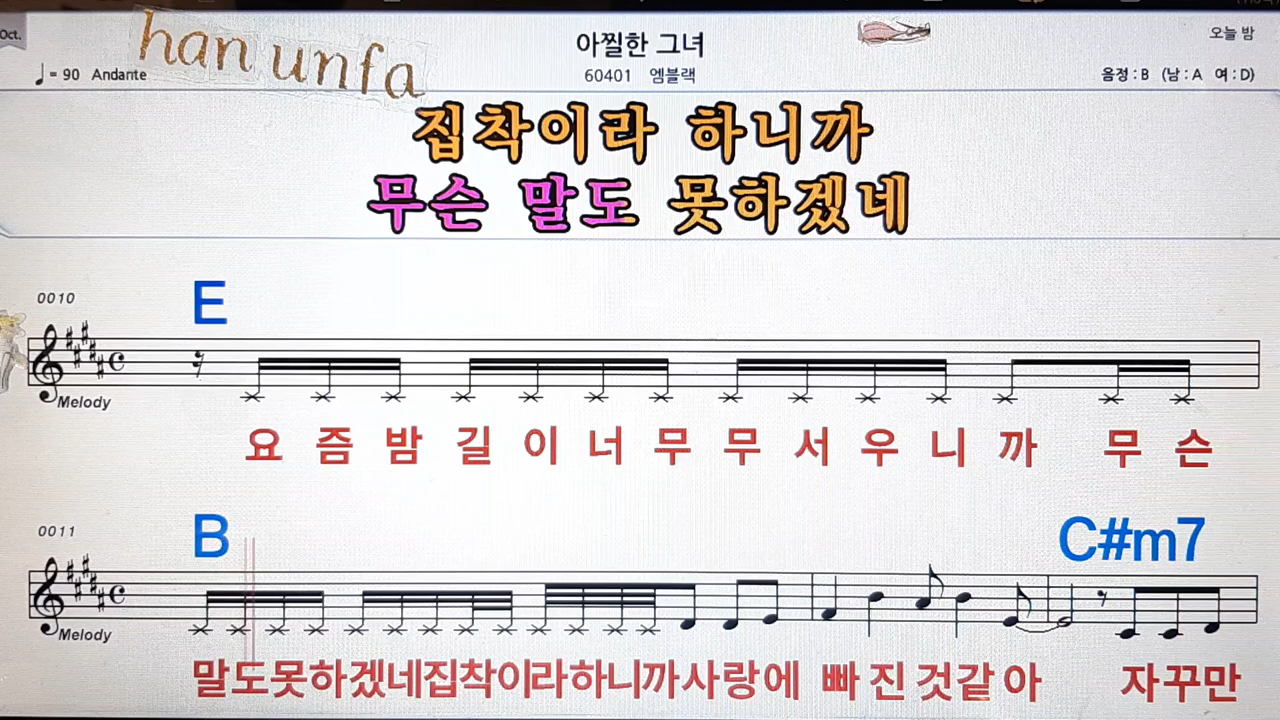 Oct.
han unfa
아찔한 그녀
오늘 밤
♩= 90 Andante
60401 엠블랙
음정 : B (남 : A 여 : D)
집착이라 하니까
무슨 말도 못하겠네
0010
E
Melody
요 즘 밤 길 이 너 무 무 서 우 니 까 무 슨
0011
B C#m7
Melody
말도못하겠네집착이라하니까사랑에 빠 진 것 같 아 자꾸만